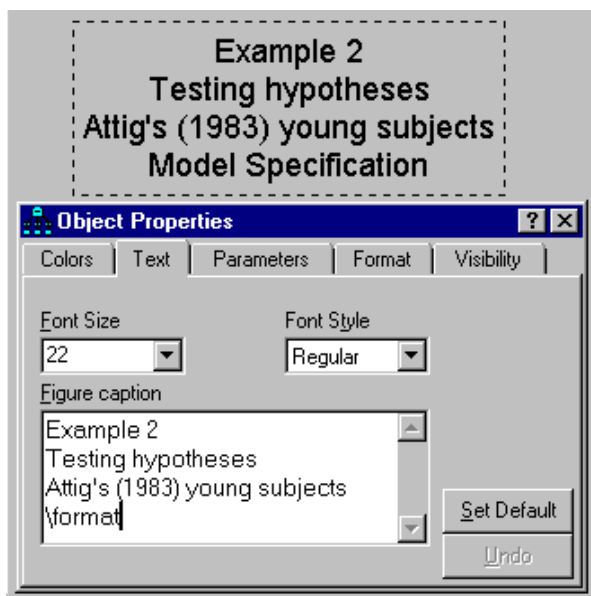 Example 2
Testing hypotheses
Attig's (1983) young subjects
Model Specification
Object Properties
Colors Text Parameters Format Visibility
Font Size Font Style
22 Regular
Figure caption
Example 2
Testing hypotheses
Attig's (1983) young subjects
\format
Set Default
Undo